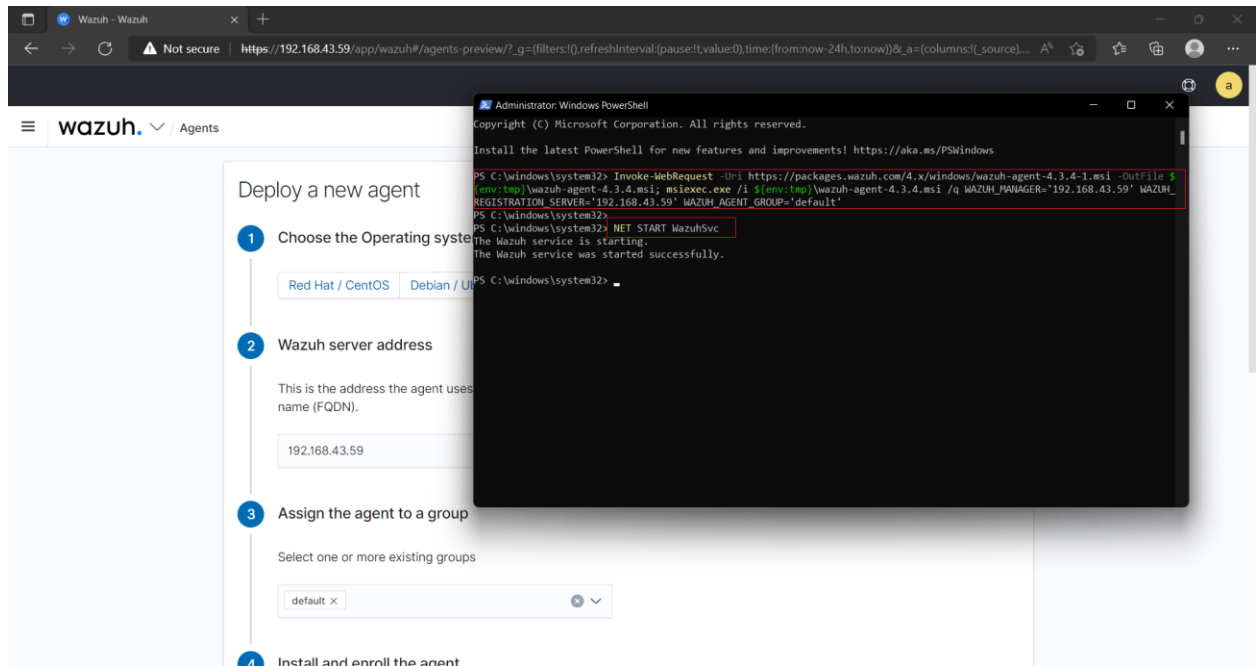 Wazuh - Wazuh
Not secure
https://192.168.43.59/app/wazuh#/agents-preview/?_g=(filters:!(),refreshInterval:(pause:!t,value:0),time:(from:now-24h,to:now))&_a=(columns:!(_source),...
a
wazuh. / Agents
Deploy a new agent
1 Choose the Operating syste
Red Hat / CentOS Debian / U
2 Wazuh server address
This is the address the agent uses
name (FQDN).
192.168.43.59
3 Assign the agent to a group
Select one or more existing groups
default ×
4 Install and enroll the agent
Administrator: Windows PowerShell
Copyright (C) Microsoft Corporation. All rights reserved.
Install the latest PowerShell for new features and improvements! https://aka.ms/PSWindows
PS C:\windows\system32> Invoke-WebRequest -Uri https://packages.wazuh.com/4.x/windows/wazuh-agent-4.3.4-1.msi -OutFile $
{env:tmp}\wazuh-agent-4.3.4.msi; msiexec.exe /i ${env:tmp}\wazuh-agent-4.3.4.msi /q WAZUH_MANAGER='192.168.43.59' WAZUH_
REGISTRATION_SERVER='192.168.43.59' WAZUH_AGENT_GROUP='default'
PS C:\windows\system32>
PS C:\windows\system32> NET START WazuhSvc
The Wazuh service is starting.
The Wazuh service was started successfully.
PS C:\windows\system32>